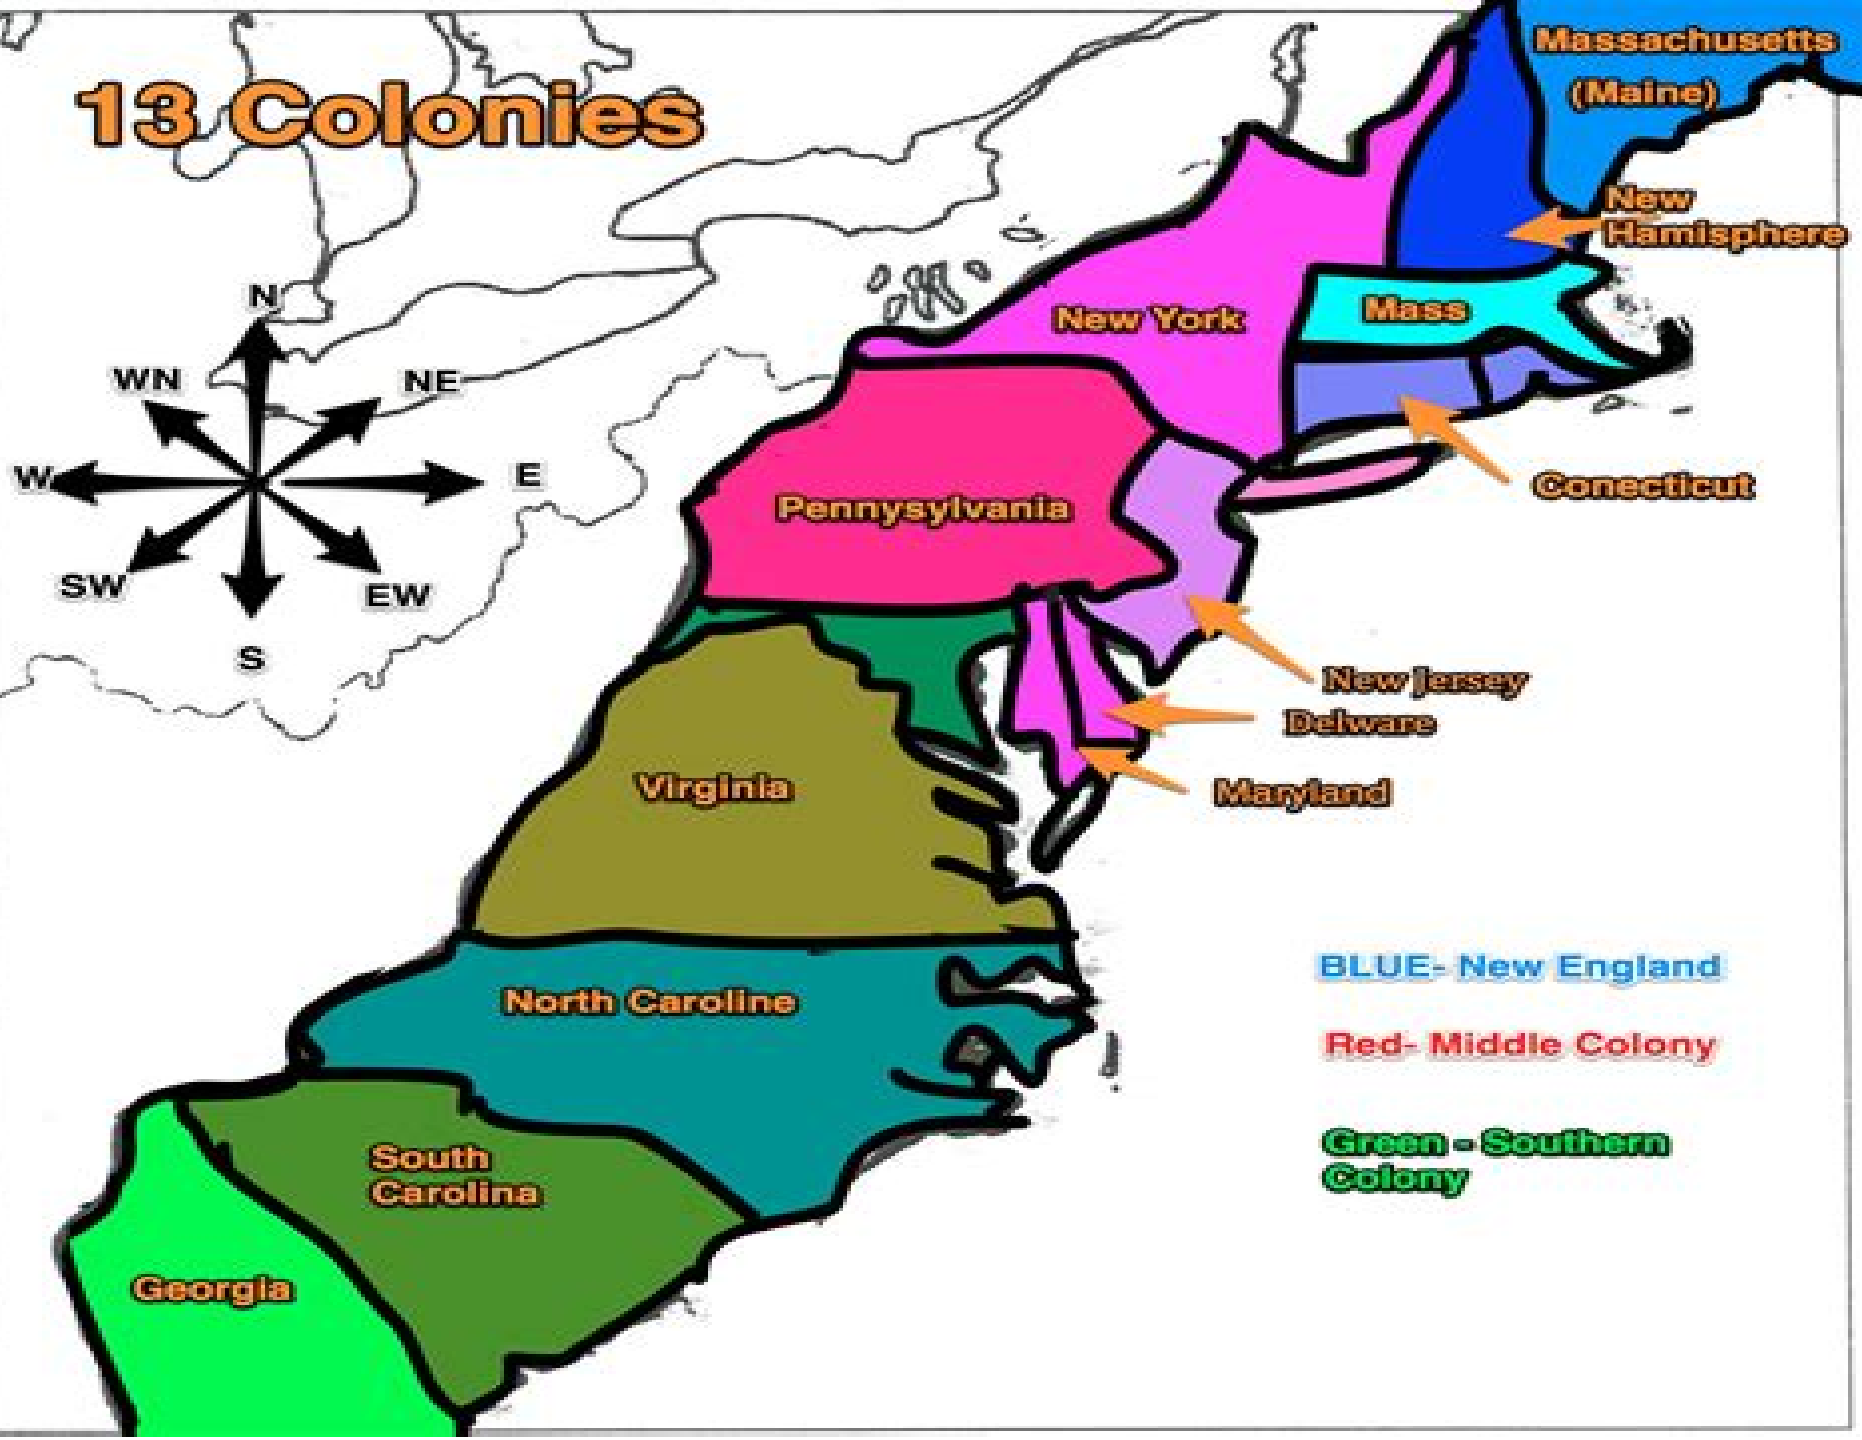 13 Colonies
Massachusetts
(Maine)
New
Hamisphere
N
WN
NE
New York
Mass
W
E
Pennysylvania
Conecticut
SW
EW
S
New Jersey
Delware
Virginia
Maryland
BLUE- New England
North Caroline
Red- Middle Colony
South
Carolina
Green - Southern
Colony
Georgia